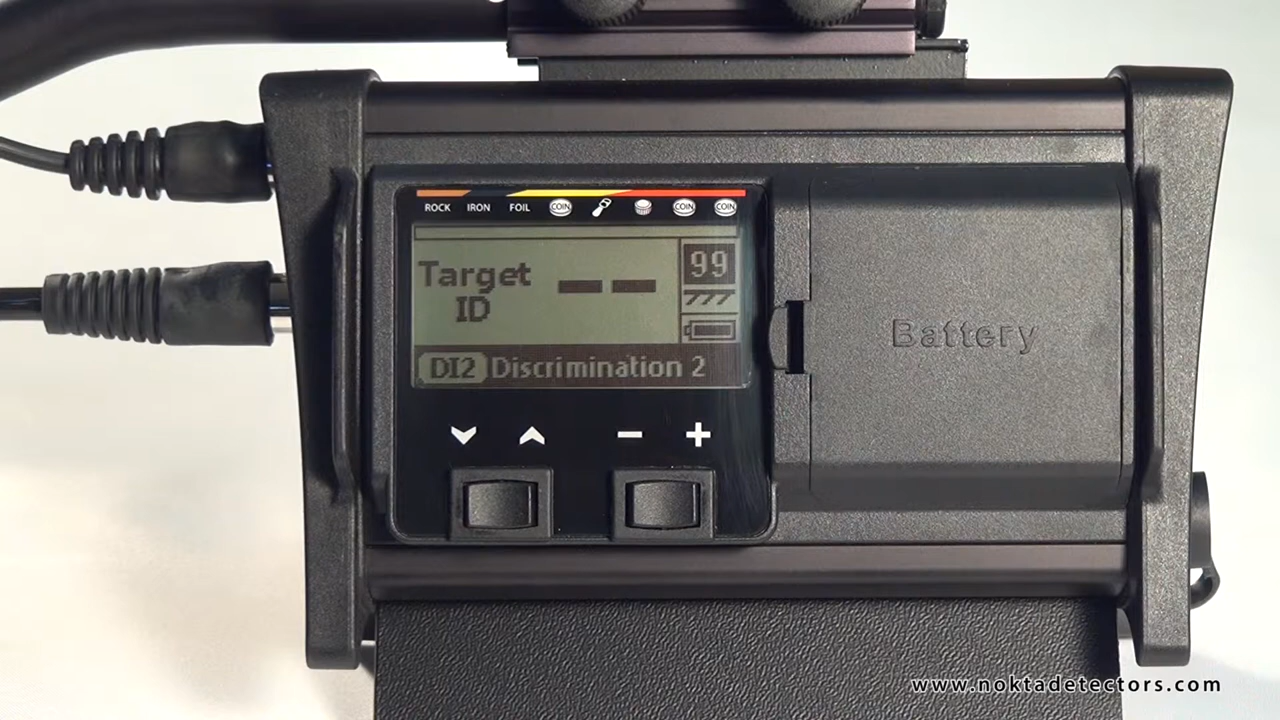 ROCK IRON FOIL COIN COIN COIN
Target -- 99
ID
DI2 Discrimination 2
Battery
www.noktadetectors.com